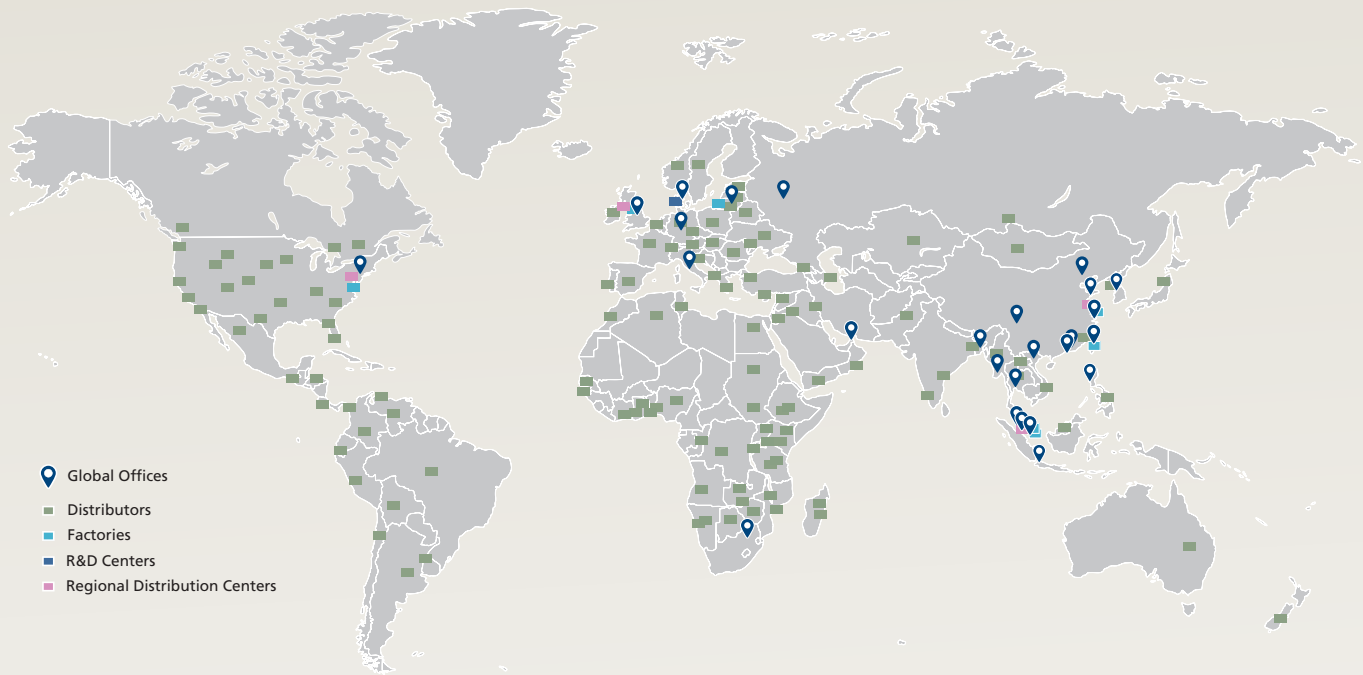 Global Offices
Distributors
Factories
R&D Centers
Regional Distribution Centers